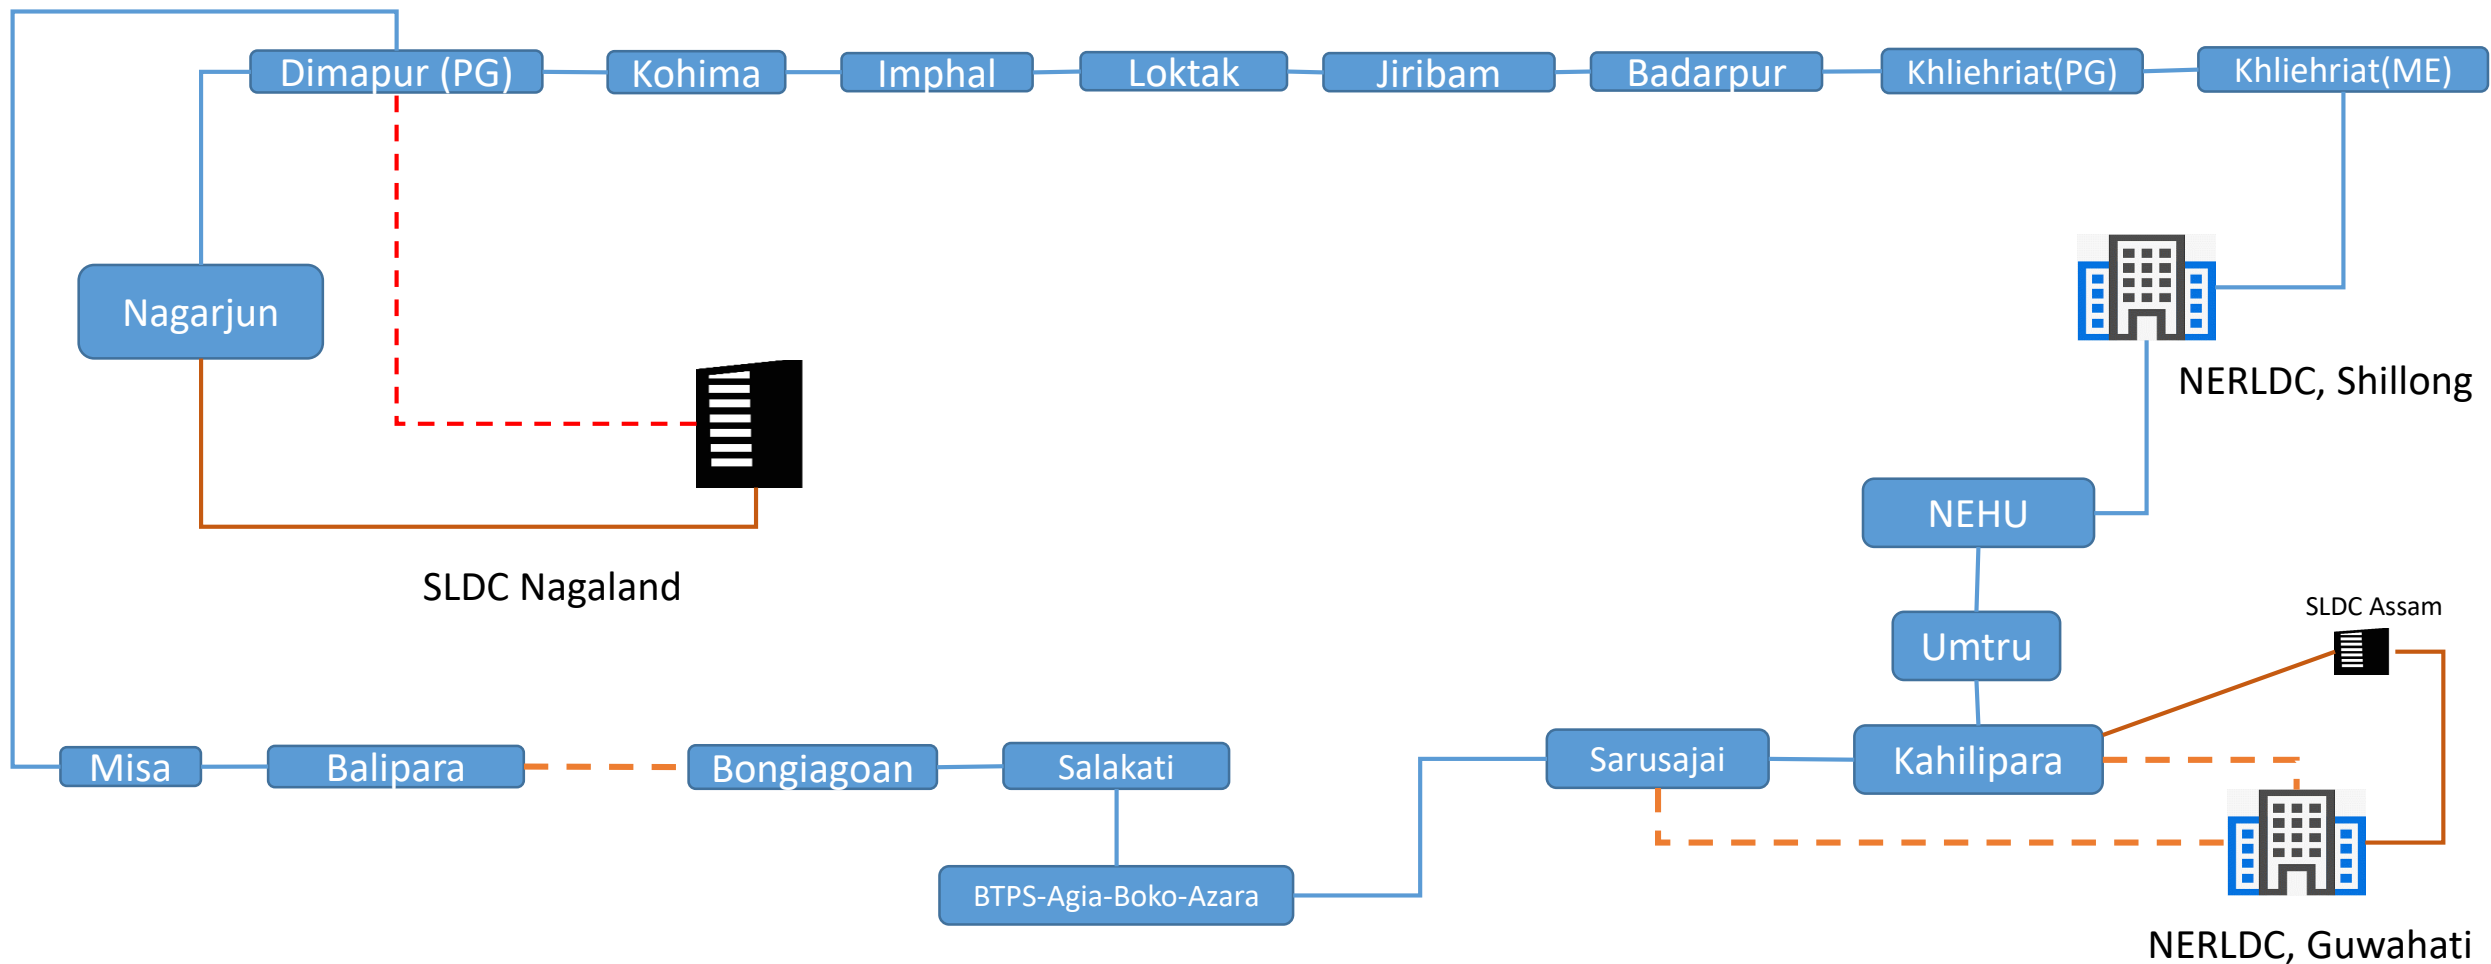 Dimapur (PG)
Kohima
Imphal
Loktak
Jiribam
Badarpur
Khliehriat(PG)
Khliehriat(ME)
Nagarjun
NERLDC, Shillong
NEHU
SLDC Nagaland
SLDC Assam
Umtru
Misa
Balipara
Bongiagoan
Salakati
Sarusajai
Kahilipara
BTPS-Agia-Boko-Azara
NERLDC, Guwahati